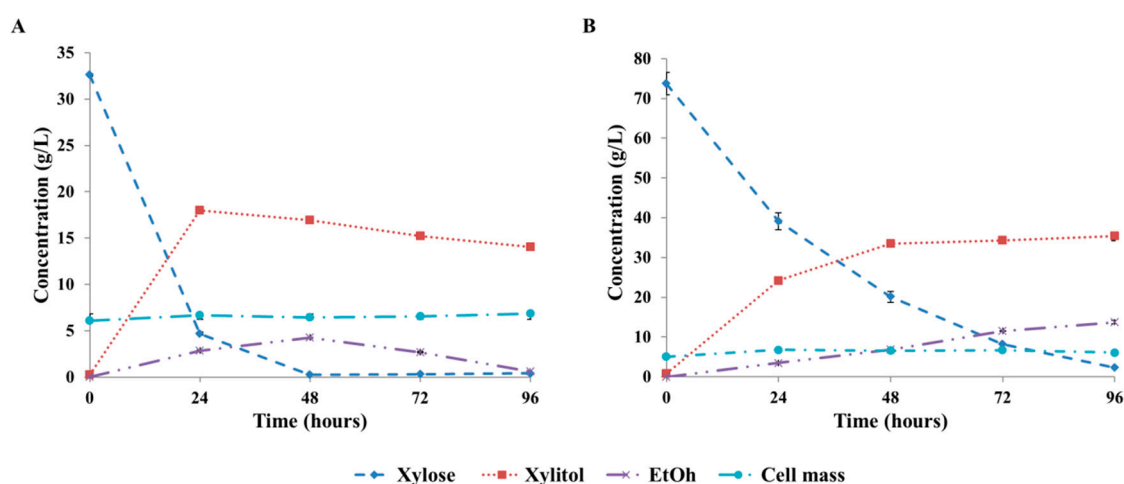 A
35
30
25
20
15
10
5
0
Concentration (g/L)
0 24 48 72 96
Time (hours)
B
80
70
60
50
40
30
20
10
0
Concentration (g/L)
0 24 48 72 96
Time (hours)
Xylose Xylitol EtOh Cell mass